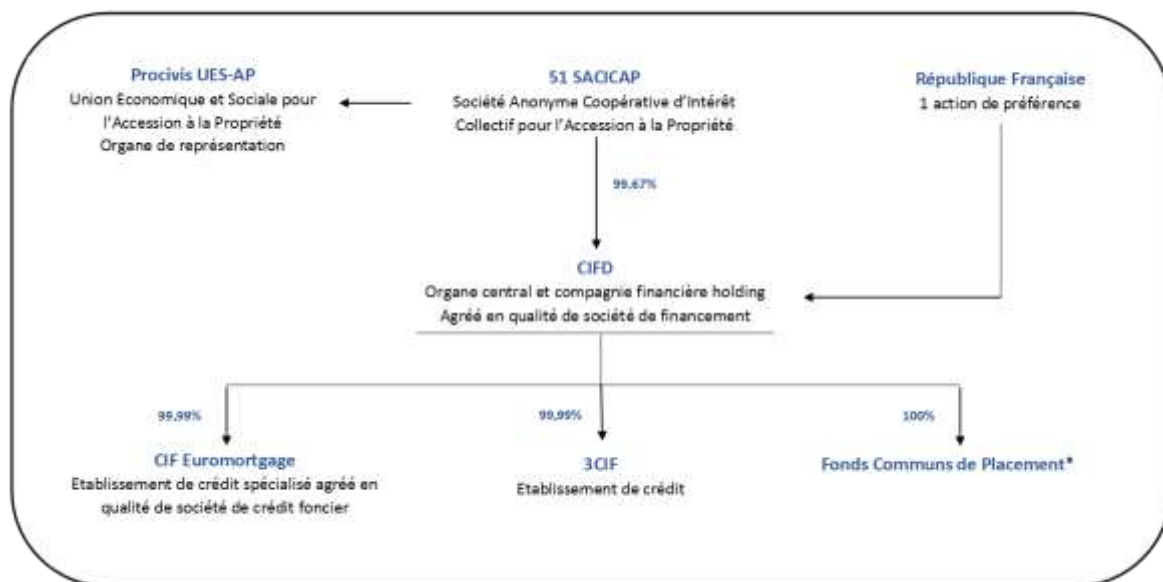 Procivis UES-AP
Union Economique et Sociale pour
l'Accession à la Propriété
Organe de représentation
51 SACICAP
Société Anonyme Coopérative d'Intérêt
Collectif pour l'Accession à la Propriété
République Française
1 action de préférence
99.67%
CIFD
Organe central et compagnie financière holding
Agréé en qualité de société de financement
99,99%
CIF Euromortgage
Etablissement de crédit spécialisé agréé en
qualité de société de crédit foncier
99,99%
3CIF
Etablissement de crédit
100%
Fonds Communs de Placement*